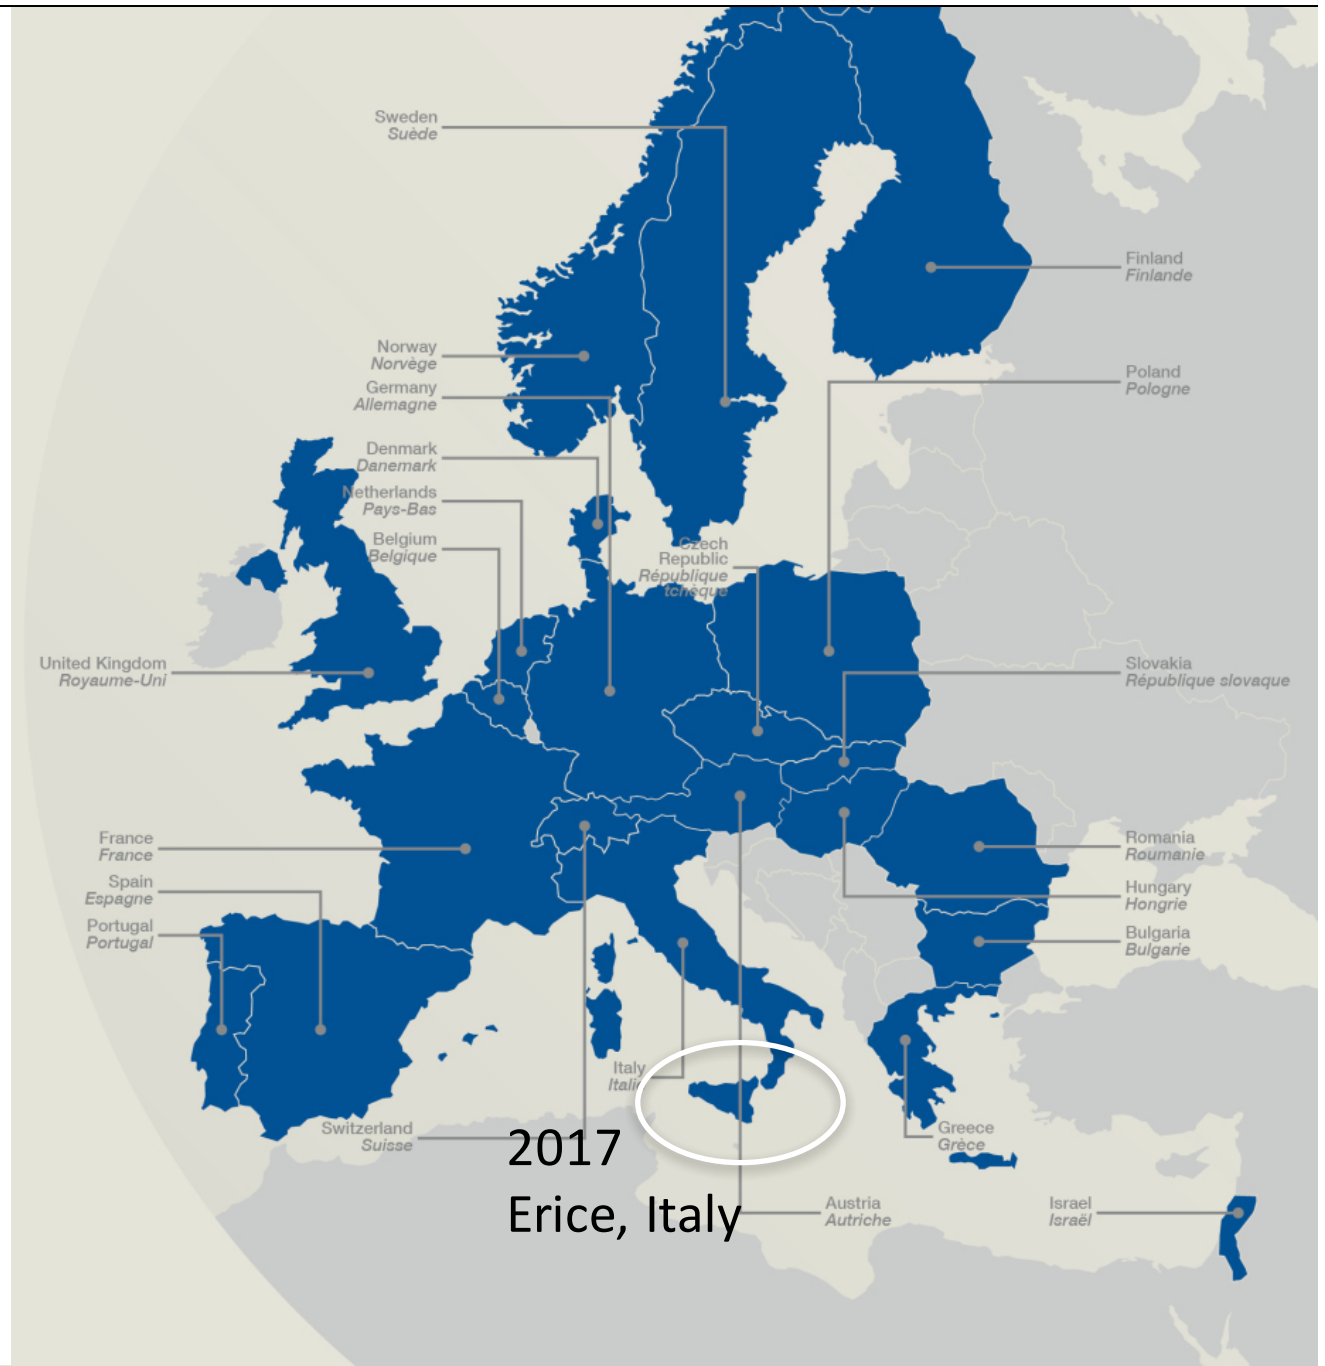 Sweden
Suède
Finland
Finlande
Norway
Norvège
Poland
Pologne
Germany
Allemagne
Denmark
Danemark
Netherlands
Pays-Bas
Belgium
Belgique
Czech
Republic
République
tchèque
United Kingdom
Royaume-Uni
Slovakia
République slovaque
France
France
Romania
Roumanie
Spain
Espagne
Hungary
Hongrie
Portugal
Portugal
Bulgaria
Bulgarie
Italy
Italie
Switzerland
Suisse
Greece
Grèce
2017
Erice, Italy
Austria
Autriche
Israel
Israël